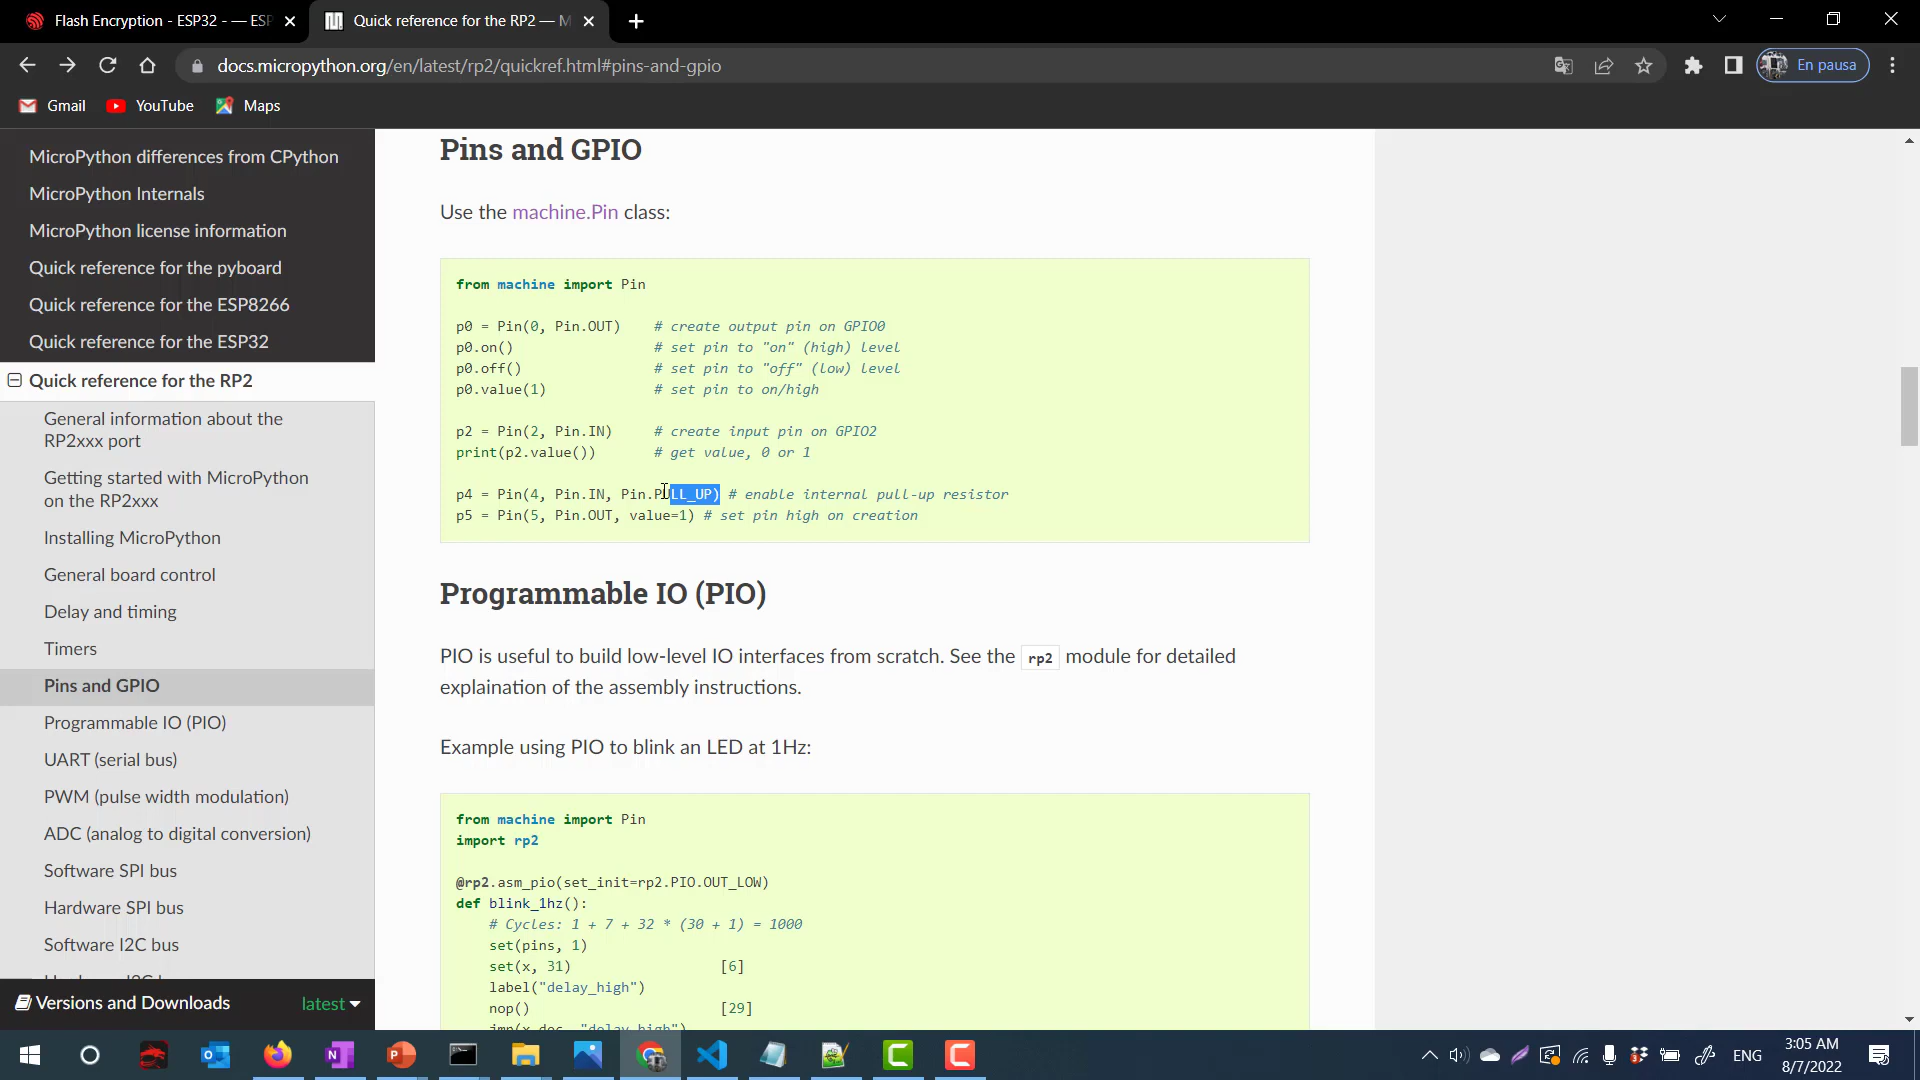 Flash Encryption - ESP32 - — ESP
Quick reference for the RP2 — M
docs.micropython.org/en/latest/rp2/quickref.html#pins-and-gpio
En pausa
Gmail
YouTube
Maps
MicroPython differences from CPython
MicroPython Internals
MicroPython license information
Quick reference for the pyboard
Quick reference for the ESP8266
Quick reference for the ESP32
Quick reference for the RP2
General information about the
RP2xxx port
Getting started with MicroPython
on the RP2xxx
Installing MicroPython
General board control
Delay and timing
Timers
Pins and GPIO
Programmable IO (PIO)
UART (serial bus)
PWM (pulse width modulation)
ADC (analog to digital conversion)
Software SPI bus
Hardware SPI bus
Software I2C bus
Hardware I2C bus
Versions and Downloads
latest
Pins and GPIO
Use the machine.Pin class:
from machine import Pin
p0 = Pin(0, Pin.OUT)    # create output pin on GPIO0
p0.on()                 # set pin to "on" (high) level
p0.off()                # set pin to "off" (low) level
p0.value(1)             # set pin to on/high
p2 = Pin(2, Pin.IN)     # create input pin on GPIO2
print(p2.value())       # get value, 0 or 1
p4 = Pin(4, Pin.IN, Pin.PULL_UP) # enable internal pull-up resistor
p5 = Pin(5, Pin.OUT, value=1) # set pin high on creation
Programmable IO (PIO)
PIO is useful to build low-level IO interfaces from scratch. See the rp2 module for detailed
explaination of the assembly instructions.
Example using PIO to blink an LED at 1Hz:
from machine import Pin
import rp2
@rp2.asm_pio(set_init=rp2.PIO.OUT_LOW)
def blink_1hz():
    # Cycles: 1 + 7 + 32 * (30 + 1) = 1000
    set(pins, 1)
    set(x, 31)                  [6]
    label("delay_high")
    nop()                       [29]
    jmp(x_dec, "delay_high")
ENG
3:05 AM
8/7/2022